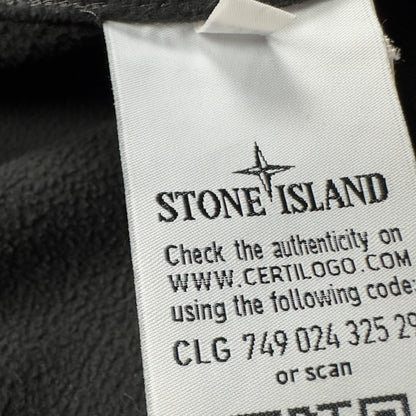 STONE ISLAND
Check the authenticity on
WWW.CERTILOGO.COM
using the following code:
CLG 749 024 325 29
or scan